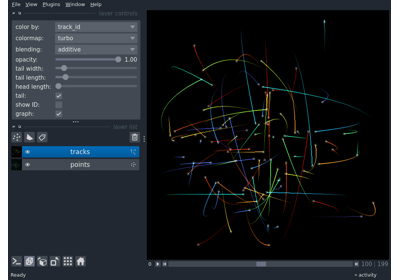 File View Plugins Window Help
layer controls
color by: track_id
colormap: turbo
blending: additive
opacity: 1.00
tail width:
tail length:
head length:
tail:
show ID:
graph:
layer list
tracks
points
100 | 199
Ready
activity